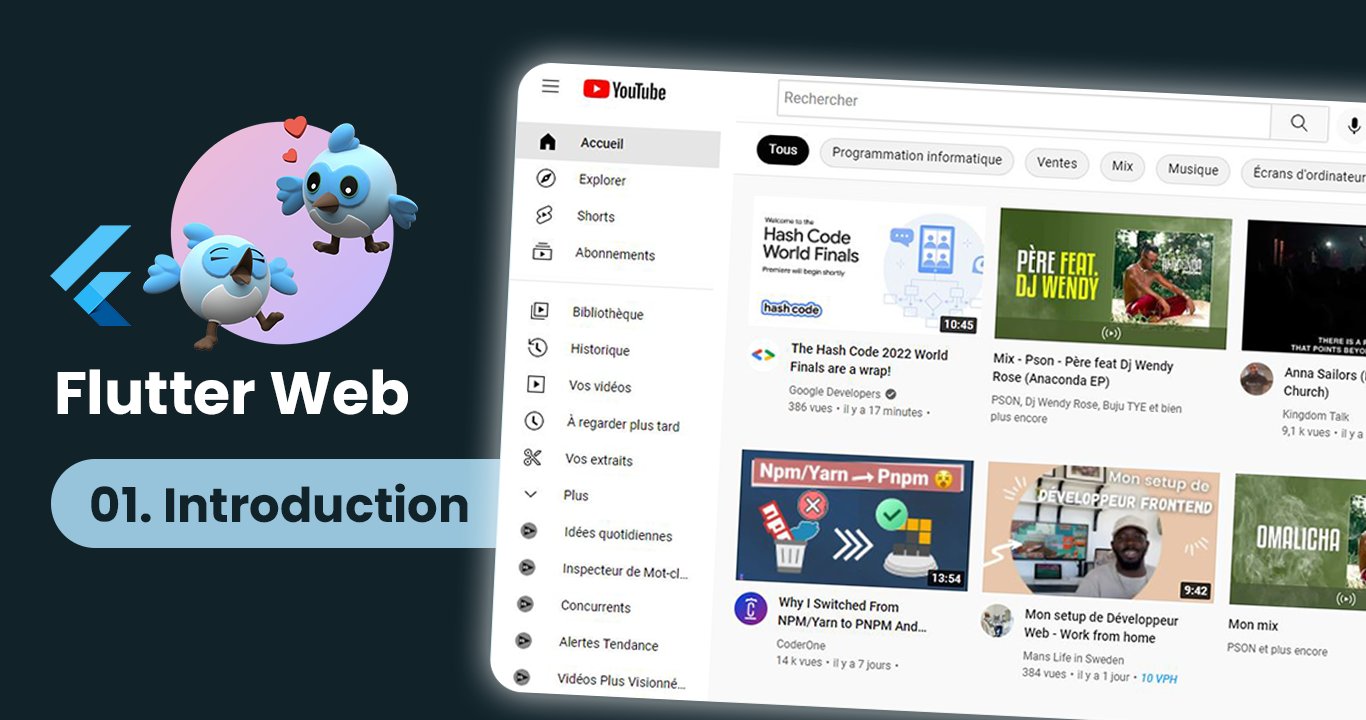 Flutter Web
01. Introduction
YouTube
Rechercher
Accueil
Explorer
Shorts
Abonnements
Bibliothèque
Historique
Vos vidéos
À regarder plus tard
Vos extraits
Plus
Idées quotidiennes
Inspecteur de Mot-cl...
Concurrents
Alertes Tendance
Vidéos Plus Visionné...
Tous
Programmation informatique
Ventes
Mix
Musique
Écrans d'ordinateur
Welcome to the
Hash Code
World Finals
Premiere will begin shortly
hash code
10:45
The Hash Code 2022 World
Finals are a wrap!
Google Developers
386 vues • il y a 17 minutes •
PÈRE FEAT.
DJ WENDY
Mix - Pson - Père feat Dj Wendy
Rose (Anaconda EP)
PSON, Dj Wendy Rose, Buju TYE et bien
plus encore
THERE IS A
THAT POINTS BEYO
Anna Sailors (
Church)
Kingdom Talk
9,1 k vues • il y a
Npm/Yarn → Pnpm 😵
npm
13:54
Why I Switched From
NPM/Yarn to PNPM And...
CoderOne
14 k vues • il y a 7 jours •
Mon setup de
DÉVELOPPEUR FRONTEND
9:42
Mon setup de Développeur
Web - Work from home
Mans Life in Sweden
384 vues • il y a 1 jour • 10 VPH
OMALICHA
Mon mix
PSON et plus encore